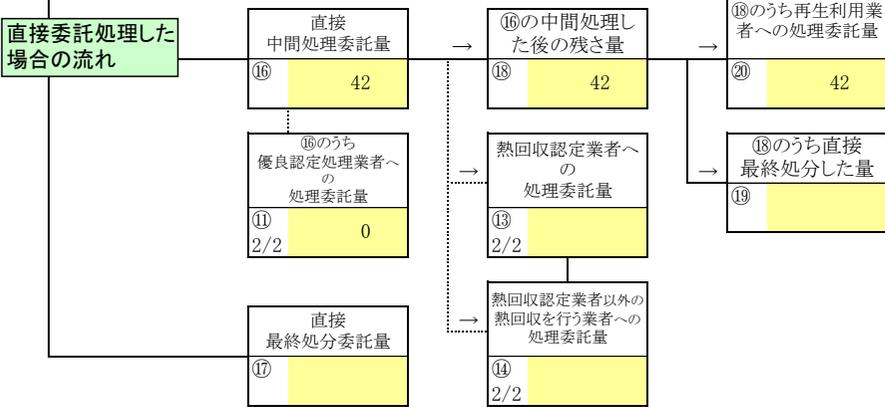 直接委託処理した
場合の流れ
直接
中間処理委託量
⑯
42
→
⑯の中間処理し
た後の残さ量
⑱
42
→
⑱のうち再生利用業
者への処理委託量
⑳
42
⑯のうち
優良認定処理業者へ
の
処理委託量
⑪
2/2
0
→
熱回収認定業者へ
の
処理委託量
⑬
2/2
→
⑱のうち直接
最終処分した量
⑲
直接
最終処分委託量
⑰
→
熱回収認定業者以外の
熱回収を行う業者への
処理委託量
⑭
2/2